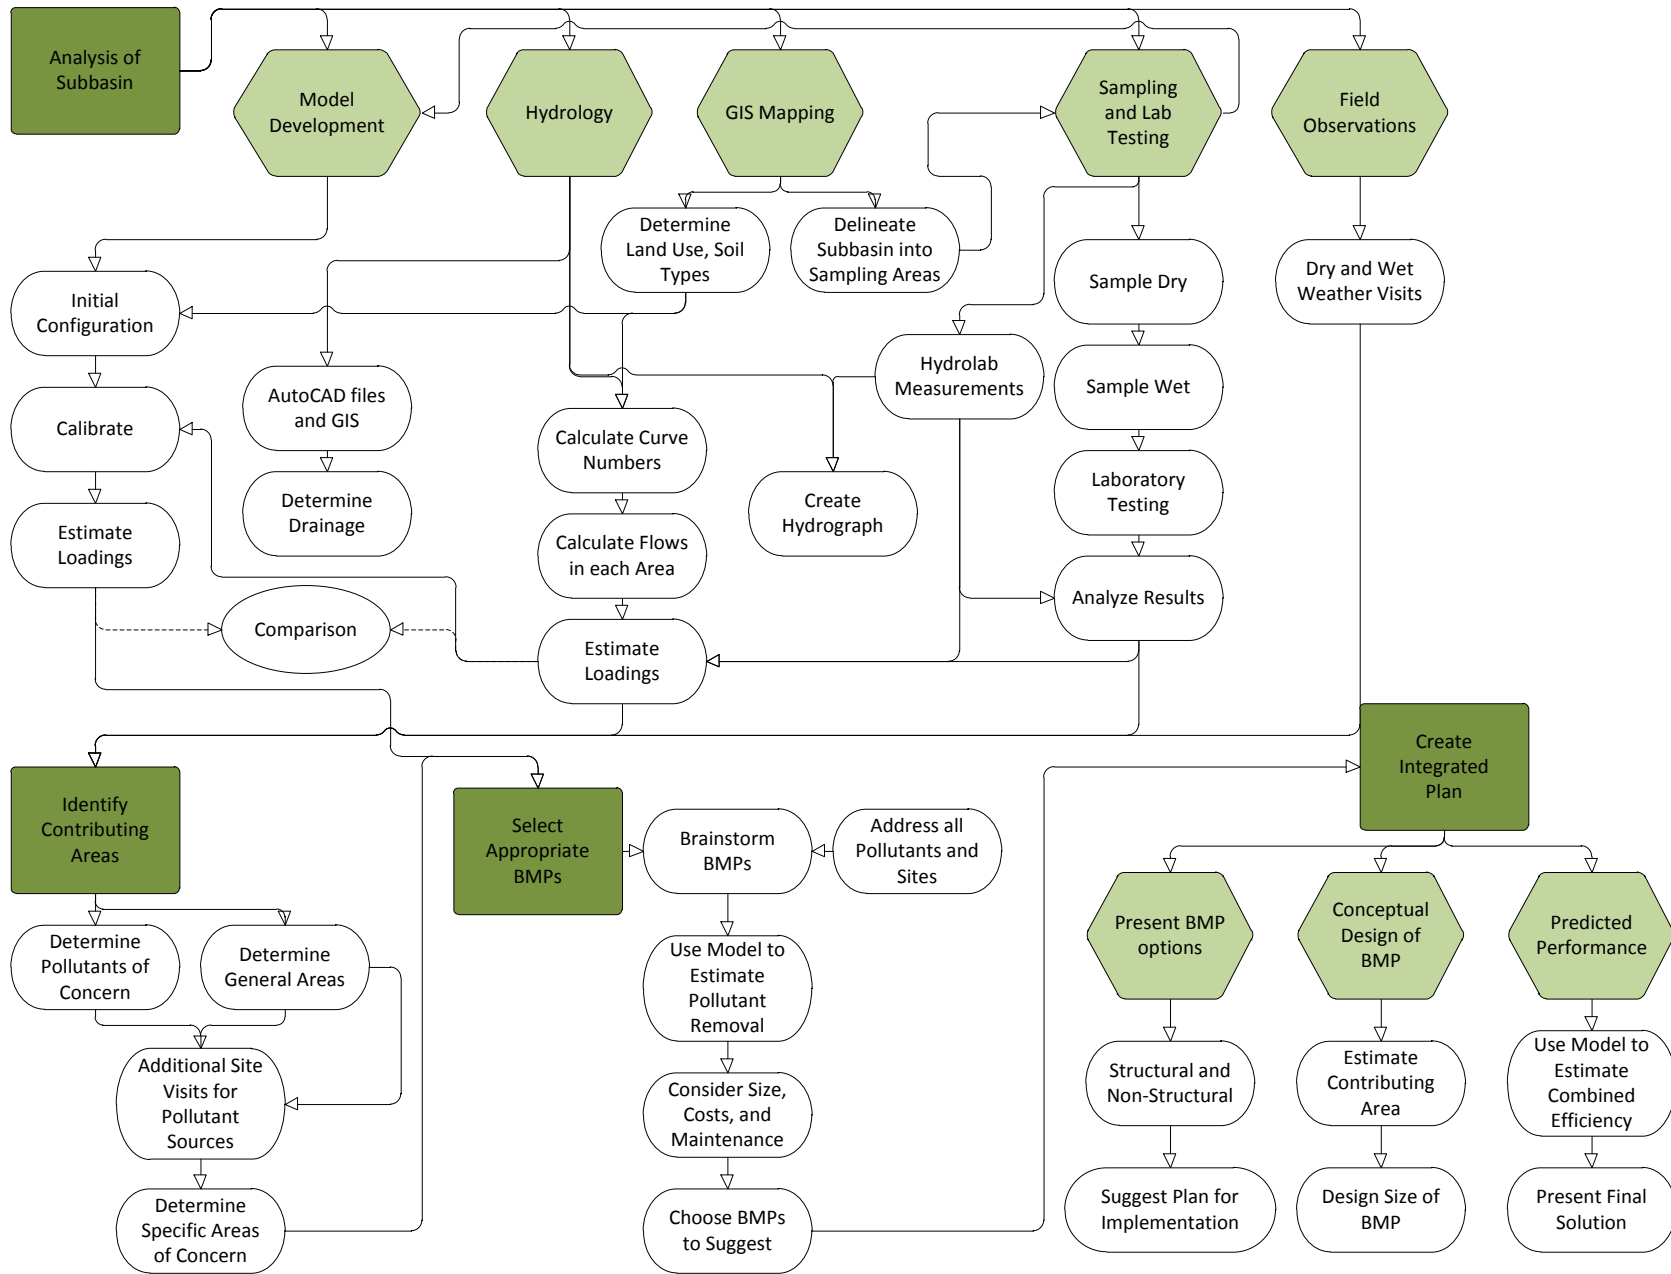 Analysis of
Subbasin
Model
Development
Hydrology
GIS Mapping
Sampling
and Lab
Testing
Field
Observations
Determine
Land Use, Soil
Types
Delineate
Subbasin into
Sampling Areas
Sample Dry
Dry and Wet
Weather Visits
Initial
Configuration
Hydrolab
Measurements
Sample Wet
AutoCAD files
and GIS
Calibrate
Calculate Curve
Numbers
Laboratory
Testing
Determine
Drainage
Create
Hydrograph
Estimate
Loadings
Calculate Flows
in each Area
Analyze Results
Comparison
Estimate
Loadings
Create
Integrated
Plan
Identify
Contributing
Areas
Select
Appropriate
BMPs
Brainstorm
BMPs
Address all
Pollutants and
Sites
Determine
Pollutants of
Concern
Determine
General Areas
Present BMP
options
Conceptual
Design of
BMP
Predicted
Performance
Use Model to
Estimate
Pollutant
Removal
Additional Site
Visits for
Pollutant
Sources
Consider Size,
Costs, and
Maintenance
Structural and
Non-Structural
Estimate
Contributing
Area
Use Model to
Estimate
Combined
Efficiency
Determine
Specific Areas
of Concern
Choose BMPs
to Suggest
Suggest Plan for
Implementation
Design Size of
BMP
Present Final
Solution